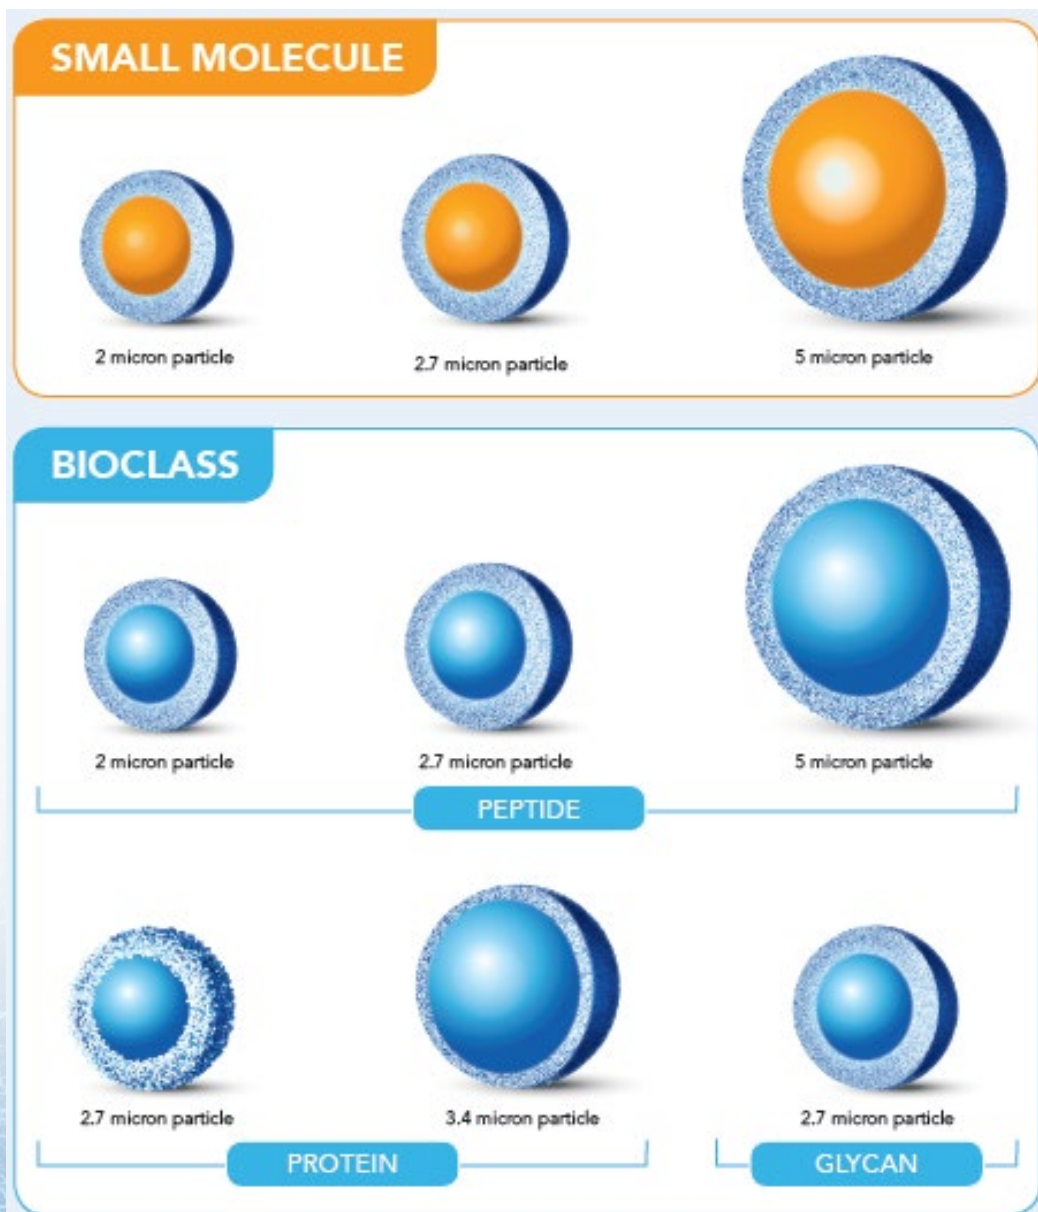 SMALL MOLECULE
2 micron particle
2.7 micron particle
5 micron particle
BIOCLASS
2 micron particle
2.7 micron particle
5 micron particle
PEPTIDE
2.7 micron particle
3.4 micron particle
2.7 micron particle
PROTEIN
GLYCAN